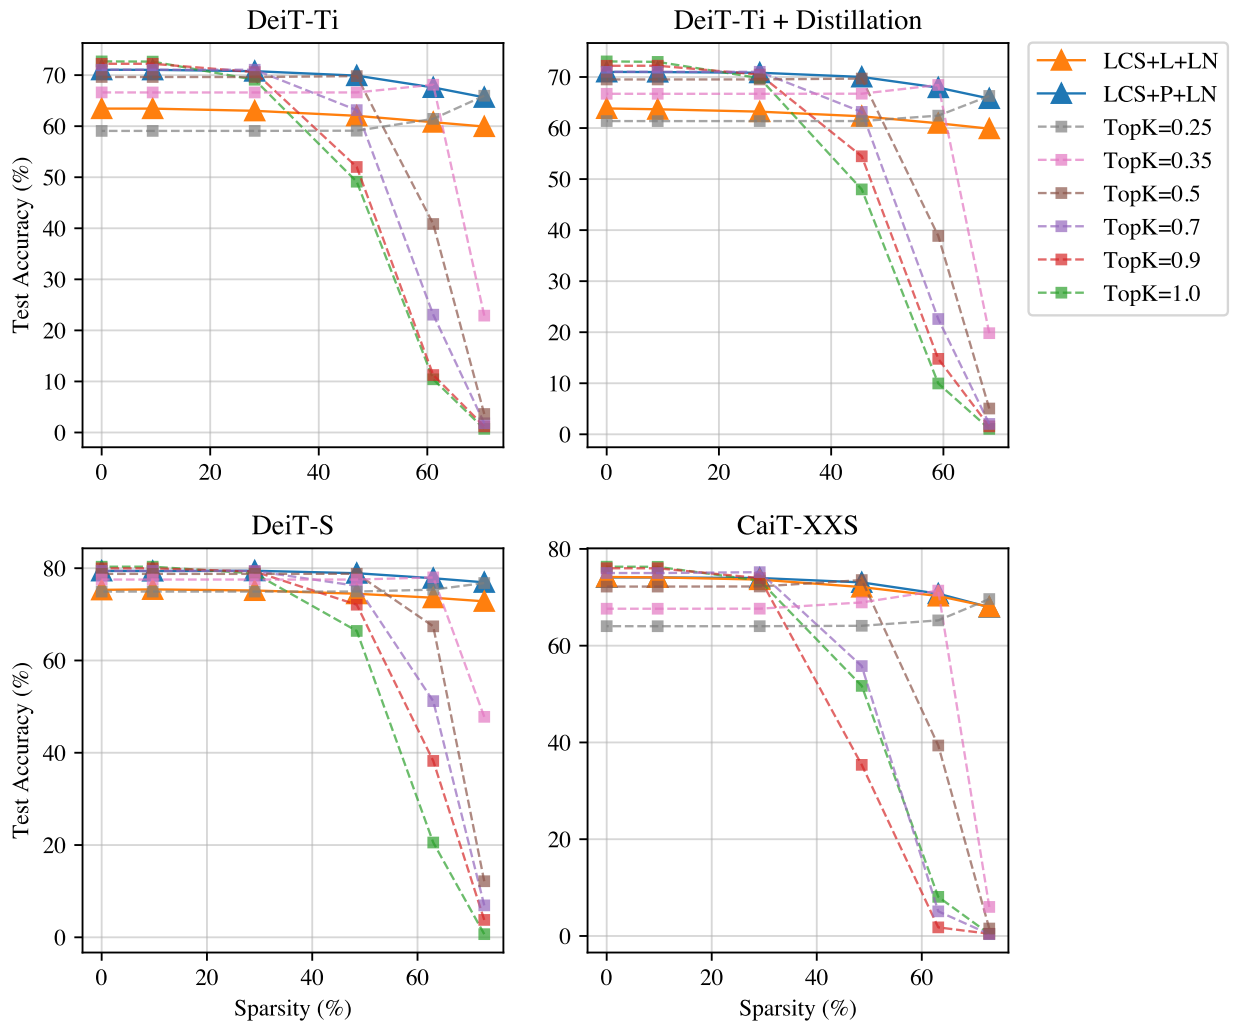 DeiT-Ti
DeiT-Ti + Distillation
Test Accuracy (%)
70
60
50
40
30
20
10
0
0 20 40 60
70
60
50
40
30
20
10
0
0 20 40 60
LCS+L+LN
LCS+P+LN
TopK=0.25
TopK=0.35
TopK=0.5
TopK=0.7
TopK=0.9
TopK=1.0
DeiT-S
CaiT-XXS
Test Accuracy (%)
80
60
40
20
0
0 20 40 60
Sparsity (%)
80
60
40
20
0
0 20 40 60
Sparsity (%)